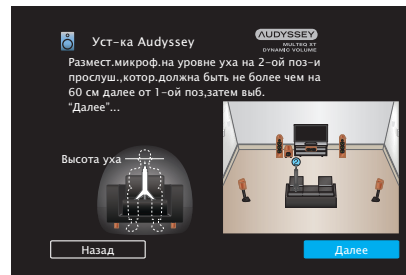 Уст-ка Audyssey
AUDYSSEY
MULTEQ XT
DYNAMIC VOLUME
Размест.микроф.на уровне уха на 2-ой поз-и
прослуш.,котор.должна быть не более чем на
60 см далее от 1-ой поз,затем выб.
“Далее”...
Высота уха
Назад
Далее